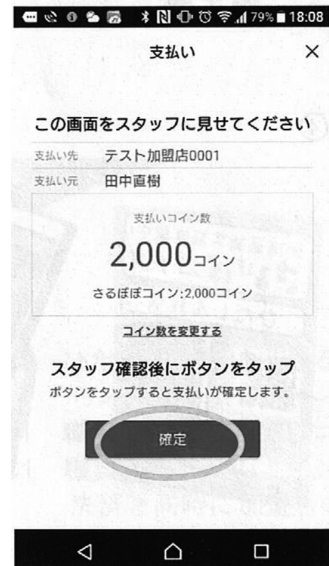 79% 18:08
支払い ×
この画面をスタッフに見せてください
支払い先 テスト加盟店0001
支払い元 田中直樹
支払いコイン数
2,000コイン
さるぼぼコイン:2,000コイン
コイン数を変更する
スタッフ確認後にボタンをタップ
ボタンをタップすると支払いが確定します。
確定